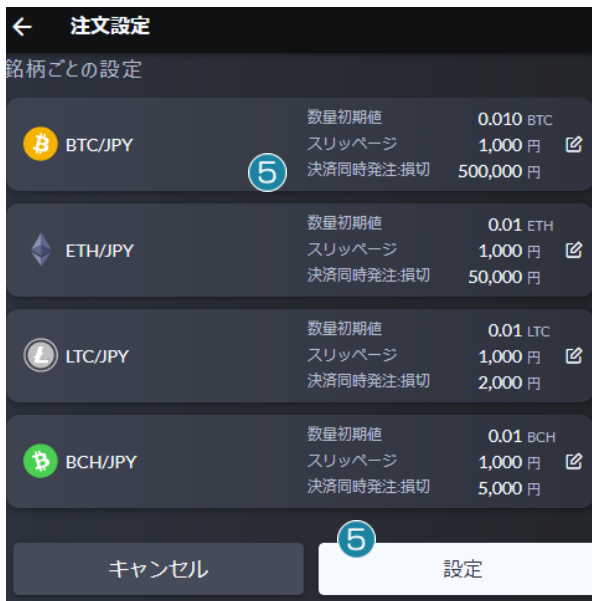 ← 注文設定
銘柄ごとの設定
数量初期値 0.010 BTC
BTC/JPY スリッページ 1,000 円
⑤ 決済同時発注:損切 500,000 円
数量初期値 0.01 ETH
ETH/JPY スリッページ 1,000 円
決済同時発注:損切 50,000 円
数量初期値 0.01 LTC
LTC/JPY スリッページ 1,000 円
決済同時発注:損切 2,000 円
数量初期値 0.01 BCH
BCH/JPY スリッページ 1,000 円
決済同時発注:損切 5,000 円
⑤
キャンセル 設定